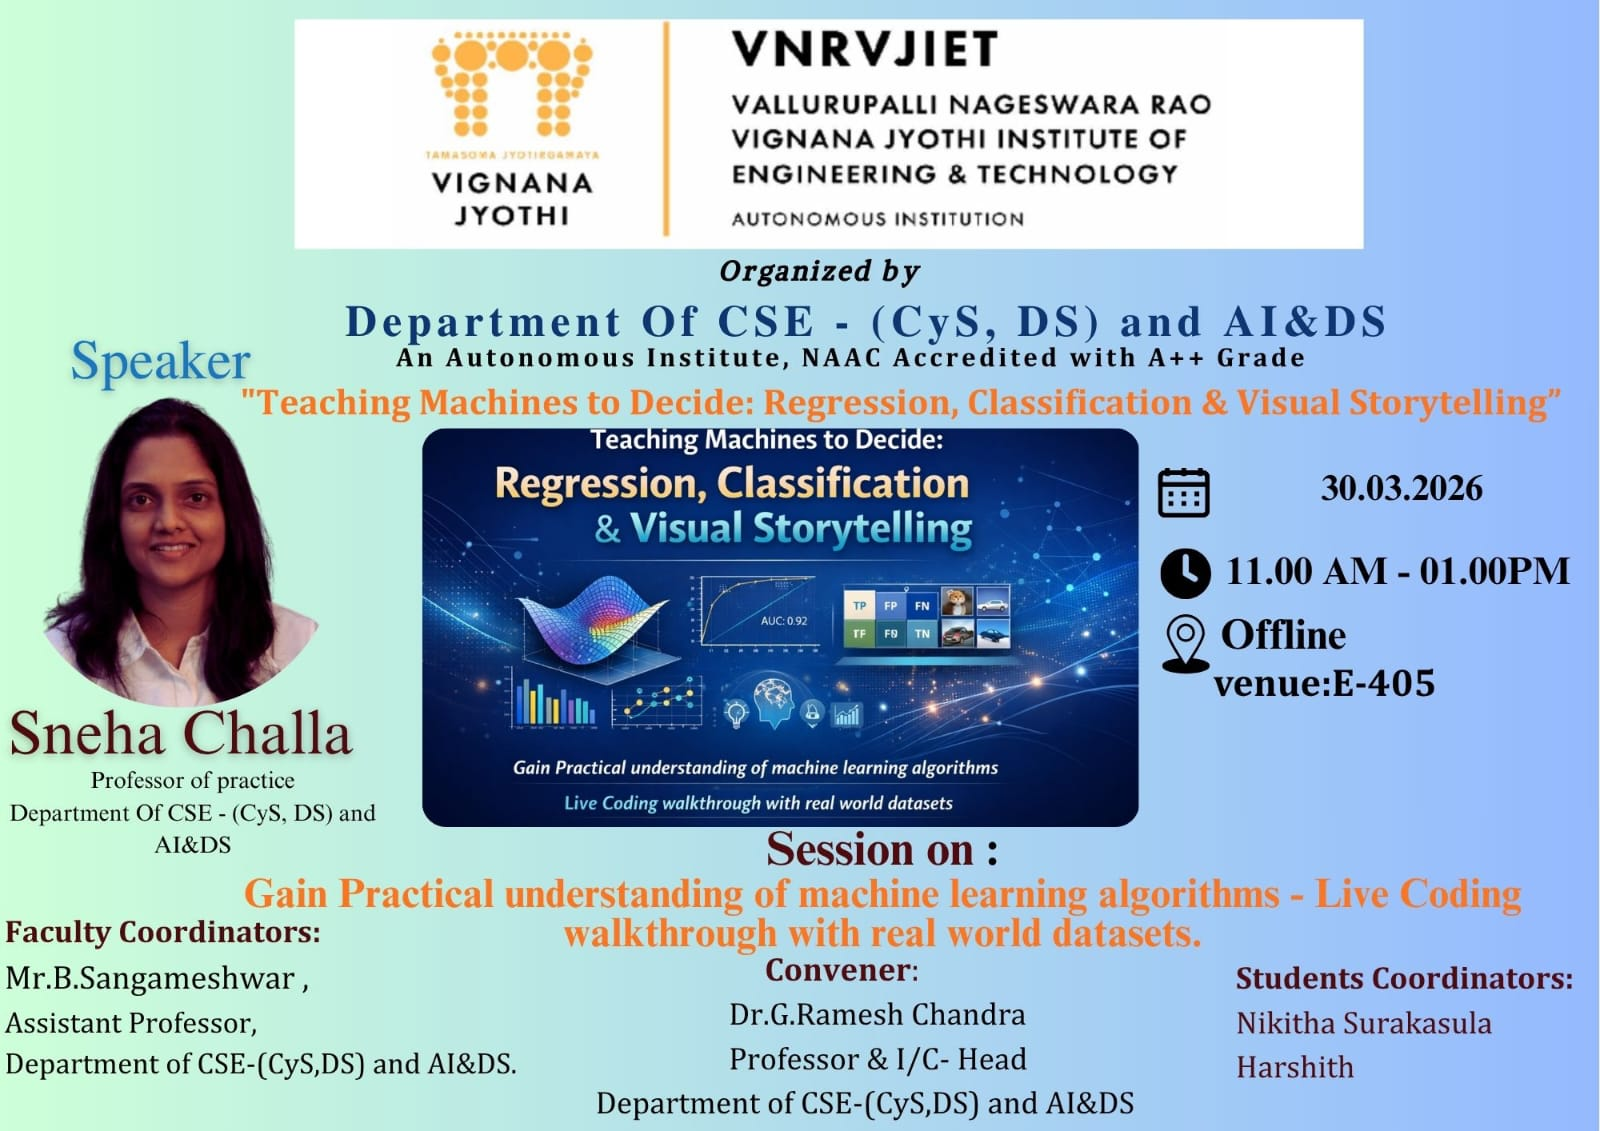 VNRVJIET
VALLURUPALLI NAGESWARA RAO
VIGNANA JYOTHI INSTITUTE OF
ENGINEERING & TECHNOLOGY
AUTONOMOUS INSTITUTION
TAMASOMA JYOTIRGAMAYA
VIGNANA
JYOTHI
Organized by
Department Of CSE - (CyS, DS) and AI&DS
An Autonomous Institute, NAAC Accredited with A++ Grade
"Teaching Machines to Decide: Regression, Classification & Visual Storytelling”
Speaker
Sneha Challa
Professor of practice
Department Of CSE - (CyS, DS) and
AI&DS
Teaching Machines to Decide:
Regression, Classification
& Visual Storytelling
AUC: 0.92
TP FP FN
TF FN TN
Gain Practical understanding of machine learning algorithms
Live Coding walkthrough with real world datasets
30.03.2026
11.00 AM - 01.00PM
Offline
venue:E-405
Session on :
Gain Practical understanding of machine learning algorithms - Live Coding
walkthrough with real world datasets.
Faculty Coordinators:
Mr.B.Sangameshwar ,
Assistant Professor,
Department of CSE-(CyS,DS) and AI&DS.
Convener:
Dr.G.Ramesh Chandra
Professor & I/C- Head
Department of CSE-(CyS,DS) and AI&DS
Students Coordinators:
Nikitha Surakasula
Harshith